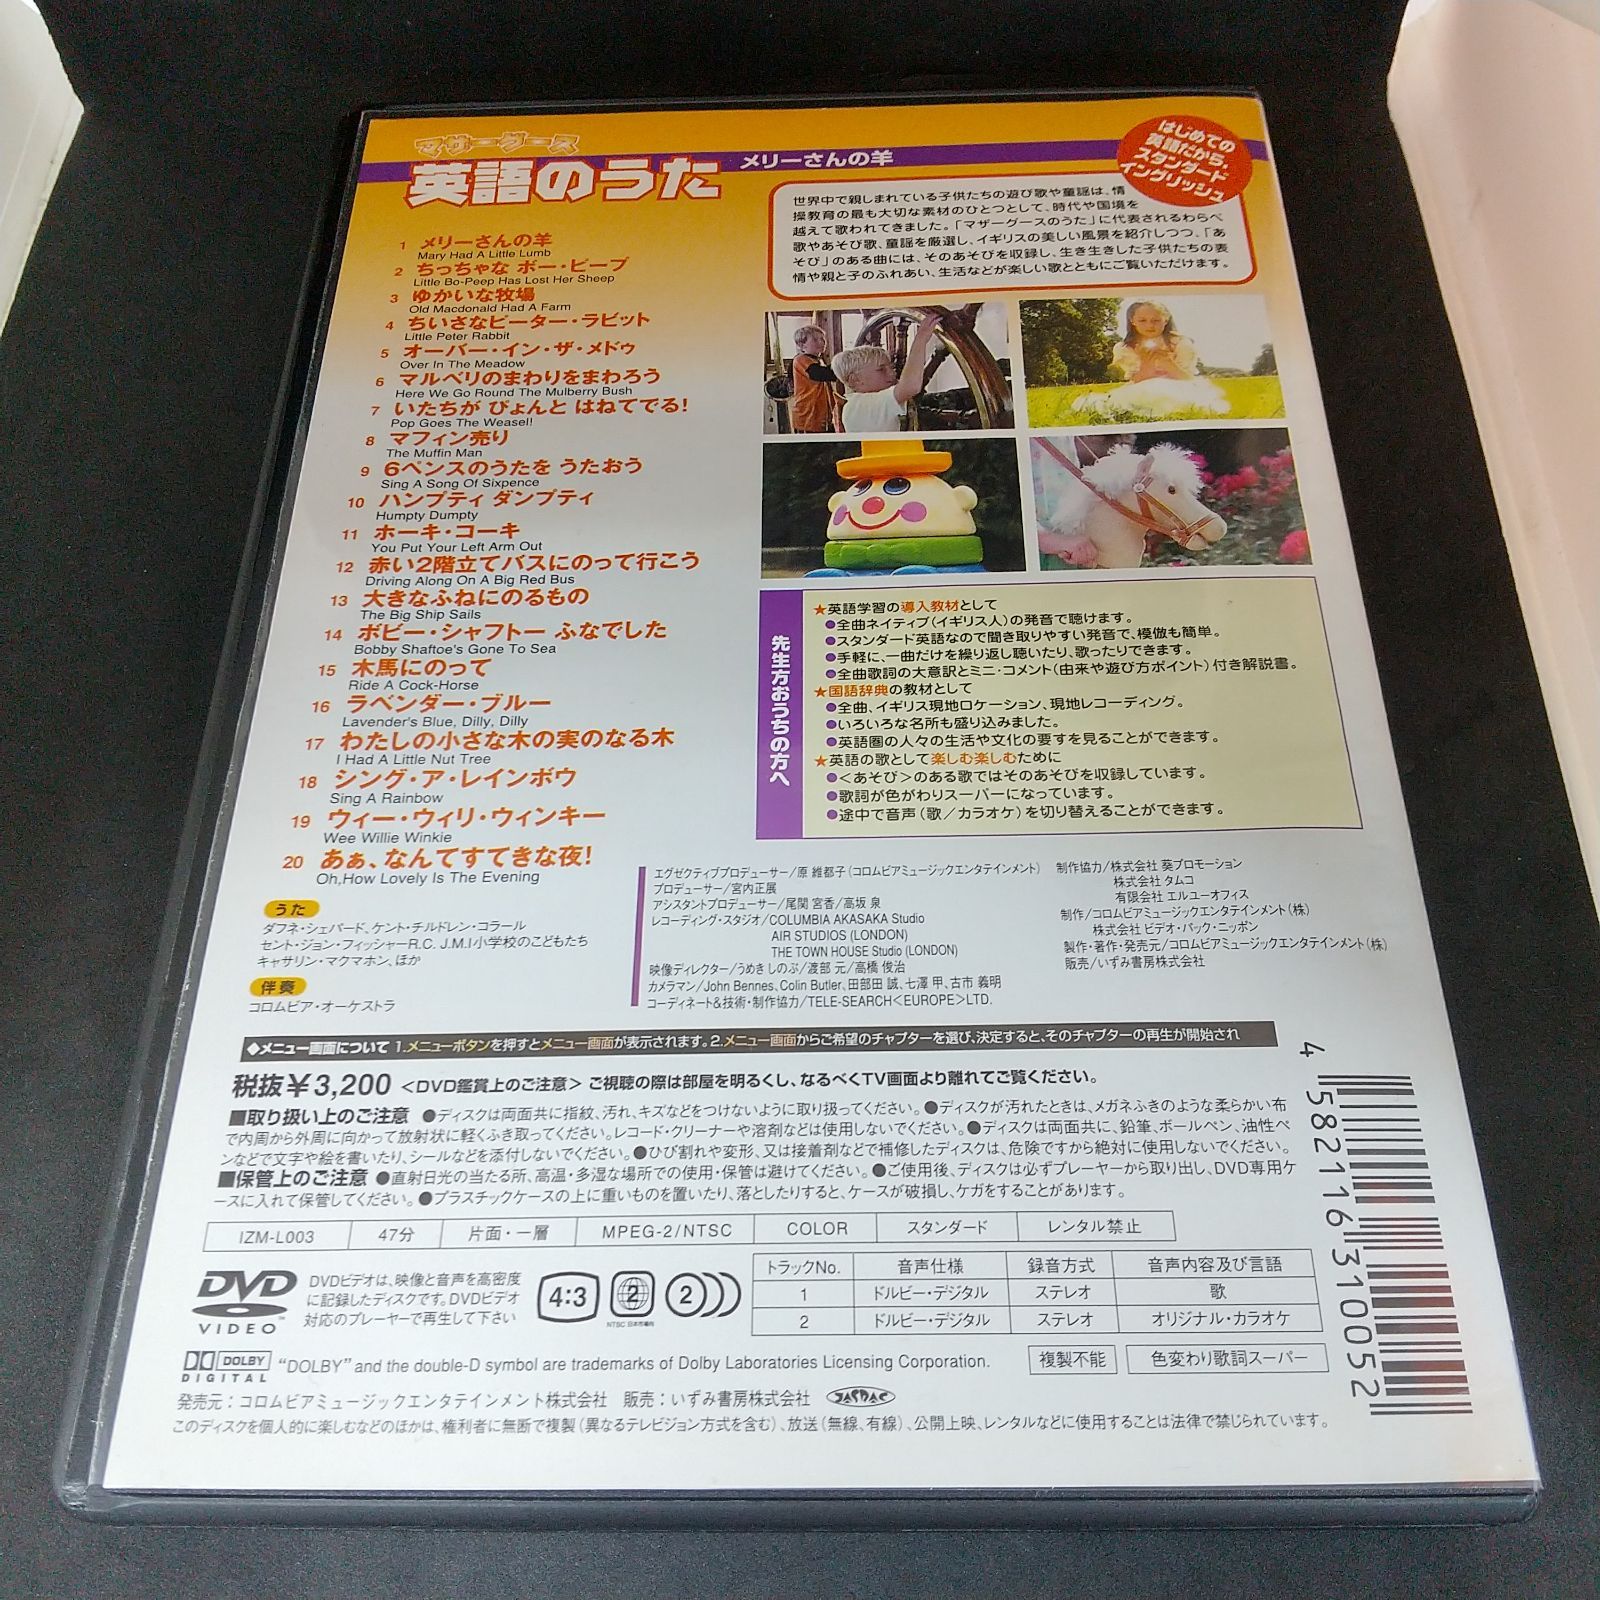 マザーグース
英語のうた
メリーさんの羊
はじめての
英語だから、
スタンダード
イングリッシュ
世界中で親しまれている子供たちの遊び歌や童謡は、情
操教育の最も大切な素材のひとつとして、時代や国境を
越えて歌われてきました。「マザーグースのうた」に代表されるわらべ
歌やあそび歌、童謡を厳選し、イギリスの美しい風景を紹介しつつ、「あ
そび」のある曲には、そのあそびを収録し、生き生きした子供たちの表
情や親と子のふれあい、生活などが楽しい歌とともにご覧いただけます。
1 メリーさんの羊
Mary Had A Little Lumb
2 ちっちゃな ボー・ピープ
Little Bo-Peep Has Lost Her Sheep
3 ゆかいな牧場
Old Macdonald Had A Farm
4 ちいさなピーター・ラビット
Little Peter Rabbit
5 オーバー・イン・ザ・メドゥ
Over In The Meadow
6 マルベリのまわりをまわろう
Here We Go Round The Mulberry Bush
7 いたちが ぴょんと はねてでる!
Pop Goes The Weasel!
8 マフィン売り
The Muffin Man
9 6ペンスのうたを うたおう
Sing A Song Of Sixpence
10 ハンプティ ダンプティ
Humpty Dumpty
11 ホーキ・コーキ
You Put Your Left Arm Out
12 赤い2階立てバスにのって行こう
Driving Along On A Big Red Bus
13 大きなふねにのるもの
The Big Ship Sails
14 ボビー・シャフトー ふなでした
Bobby Shaftoe's Gone To Sea
15 木馬にのって
Ride A Cock-Horse
16 ラベンダー・ブルー
Lavender's Blue, Dilly, Dilly
17 わたしの小さな木の実のなる木
I Had A Little Nut Tree
18 シング・ア・レインボウ
Sing A Rainbow
19 ウィー・ウィリ・ウィンキー
Wee Willie Winkie
20 あぁ、なんてすてきな夜!
Oh,How Lovely Is The Evening
先生方おうちの方へ
★英語学習の導入教材として
●全曲ネイティブ(イギリス人)の発音で聴けます。
●スタンダード英語なので聞き取りやすい発音で、模倣も簡単。
●手軽に、一曲だけを繰り返し聴いたり、歌ったりできます。
●全曲歌詞の大意訳とミニ・コメント(由来や遊び方ポイント)付き解説書。
★国語辞典の教材として
●全曲、イギリス現地ロケーション、現地レコーディング。
●いろいろな名所も盛り込みました。
●英語圏の人々の生活や文化の要すを見ることができます。
★英語の歌として楽しむ楽しむために
●<あそび>のある歌ではそのあそびを収録しています。
●歌詞が色がわりスーパーになっています。
●途中で音声(歌/カラオケ)を切り替えることができます。
うた
ダフネ・シェパード、ケント・チルドレン・コラール
セント・ジョン・フィッシャーR.C. J.M.I小学校のこどもたち
キャサリン・マクマホン、ほか
伴奏
コロムビア・オーケストラ
エグゼクティブプロデューサー/原 維都子(コロムビアミュージックエンタテインメント)
プロデューサー/宮内正展
アシスタントプロデューサー/尾関 宮香/高坂 泉
レコーディング・スタジオ/COLUMBIA AKASAKA Studio
AIR STUDIOS (LONDON)
THE TOWN HOUSE Studio (LONDON)
映像ディレクター/うめき しのぶ/渡部 元/高橋 俊治
カメラマン/John Bennes、Colin Butler、田部田 誠、七澤 甲、古市 義明
コーディネート&技術・制作協力/TELE-SEARCH<EUROPE>LTD.
制作協力/株式会社 葵プロモーション
株式会社 タムコ
有限会社 エルユーオフィス
制作/コロムビアミュージックエンタテインメント(株)
株式会社 ビデオ・パック・ニッポン
製作・著作・発売元/コロムビアミュージックエンタテインメント(株)
販売/いずみ書房株式会社
◆メニュー画面について 1.メニューボタンを押すとメニュー画面が表示されます。2.メニュー画面からご希望のチャプターを選び、決定すると、そのチャプターの再生が開始され
税抜¥3,200 <DVD鑑賞上のご注意> ご視聴の際は部屋を明るくし、なるべくTV画面より離れてご覧ください。
■取り扱い上のご注意 ●ディスクは両面共に指紋、汚れ、キズなどをつけないように取り扱ってください。●ディスクが汚れたときは、メガネふきのような柔らかい布
で内周から外周に向かって放射状に軽くふき取ってください。レコード・クリーナーや溶剤などは使用しないでください。●ディスクは両面共に、鉛筆、ボールペン、油性ペ
ンなどで文字や絵を書いたり、シールなどを添付しないでください。●ひび割れや変形、又は接着剤などで補修したディスクは、危険ですから絶対に使用しないでください。
■保管上のご注意 ●直射日光の当たる所、高温・多湿な場所での使用・保管は避けてください。●ご使用後、ディスクは必ずプレーヤーから取り出し、DVD専用ケ
ースに入れて保管してください。●プラスチックケースの上に重いものを置いたり、落としたりすると、ケースが破損し、ケガをすることがあります。
IZM-L003 47分 片面・一層 MPEG-2/NTSC COLOR スタンダード レンタル禁止
DVD
VIDEO
DVDビデオは、映像と音声を高密度
に記録したディスクです。DVDビデオ
対応のプレーヤーで再生して下さい
4:3 2 2
NTSC 日本市場向
トラックNo. 音声仕様 録音方式 音声内容及び言語
1 ドルビー・デジタル ステレオ 歌
2 ドルビー・デジタル ステレオ オリジナル・カラオケ
DOLBY
DIGITAL
"DOLBY" and the double-D symbol are trademarks of Dolby Laboratories Licensing Corporation.
複製不能 色変わり歌詞スーパー
発売元:コロムビアミュージックエンタテインメント株式会社 販売:いずみ書房株式会社 JASRAC
このディスクを個人的に楽しむなどのほかは、権利者に無断で複製(異なるテレビジョン方式を含む)、放送(無線、有線)、公開上映、レンタルなどに使用することは法律で禁じられています。
4 582116 310052